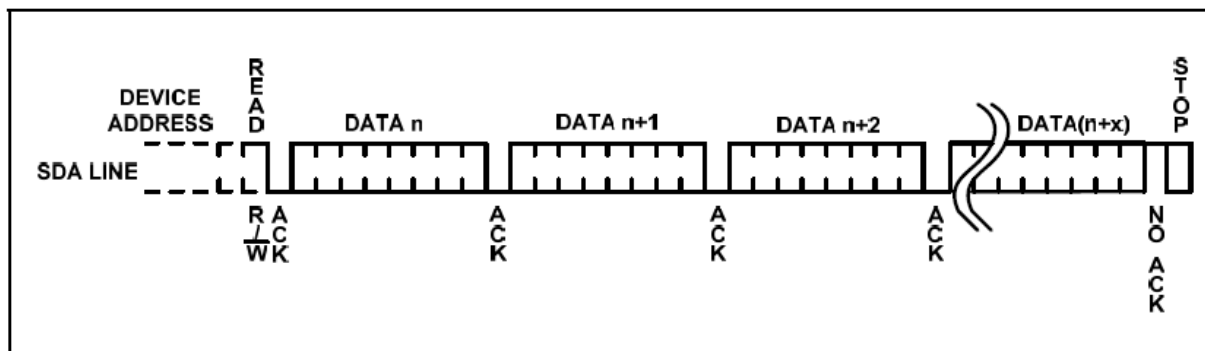 DEVICE
ADDRESS
READ
DATA n
DATA n+1
DATA n+2
DATA(n+x)
STOP
SDA LINE
R/W
ACK
ACK
ACK
ACK
NO ACK